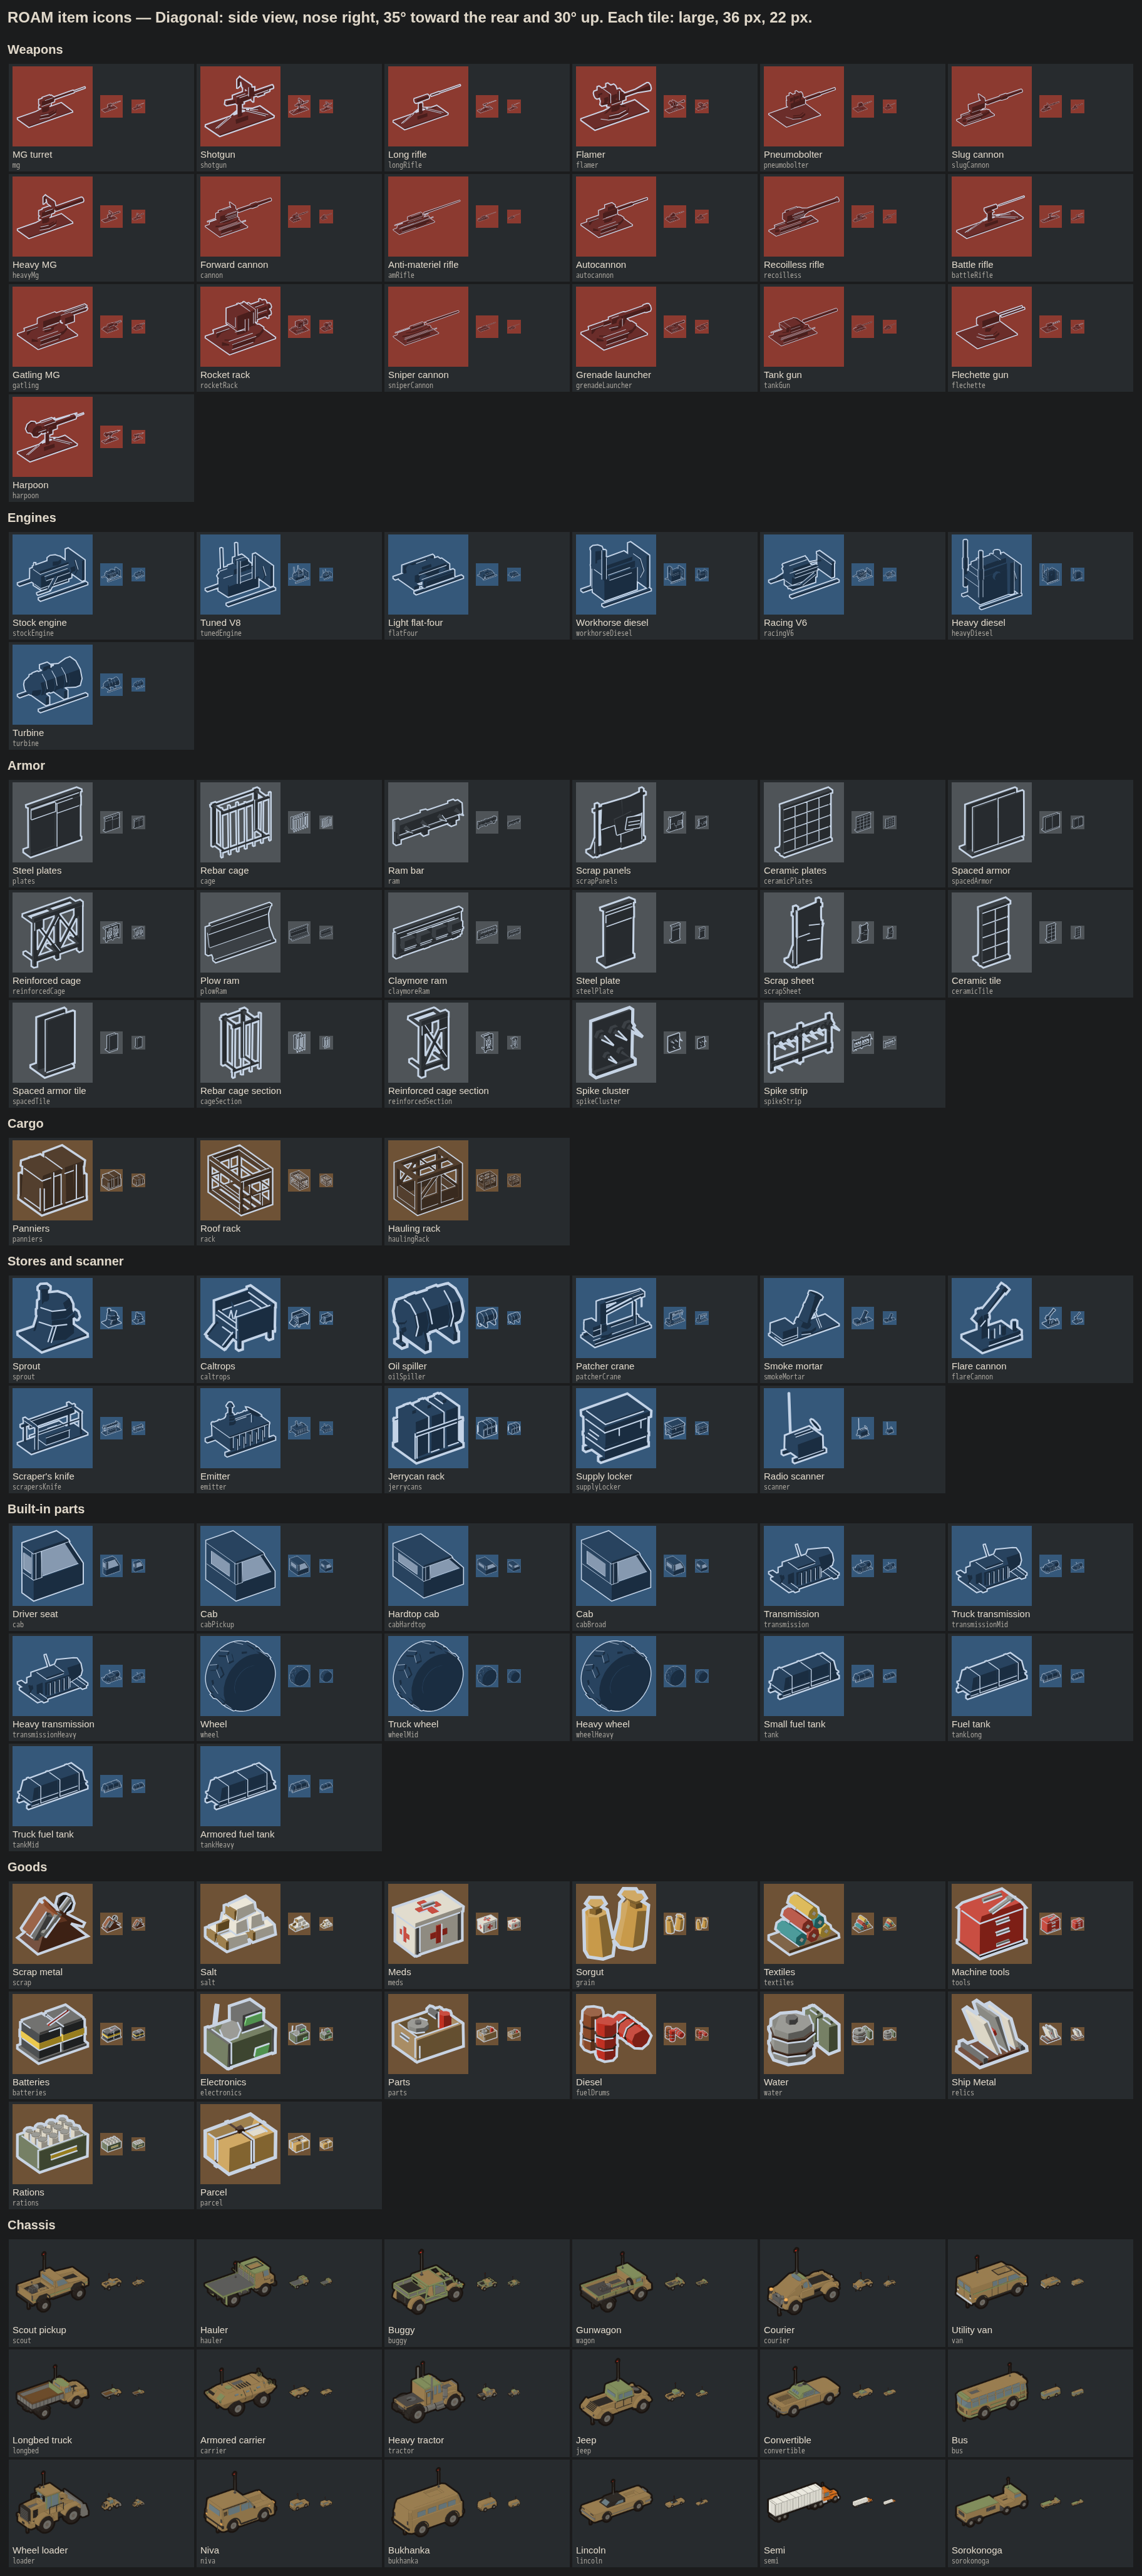 ROAM item icons — Diagonal: side view, nose right, 35° toward the rear and 30° up. Each tile: large, 36 px, 22 px.
Weapons
MG turret
mg
Shotgun
shotgun
Long rifle
longRifle
Flamer
flamer
Pneumobolter
pneumobolter
Slug cannon
slugCannon
Heavy MG
heavyMg
Forward cannon
cannon
Anti-materiel rifle
amRifle
Autocannon
autocannon
Recoilless rifle
recoilless
Battle rifle
battleRifle
Gatling MG
gatling
Rocket rack
rocketRack
Sniper cannon
sniperCannon
Grenade launcher
grenadeLauncher
Tank gun
tankGun
Flechette gun
flechette
Harpoon
harpoon
Engines
Stock engine
stockEngine
Tuned V8
tunedEngine
Light flat-four
flatFour
Workhorse diesel
workhorseDiesel
Racing V6
racingV6
Heavy diesel
heavyDiesel
Turbine
turbine
Armor
Steel plates
plates
Rebar cage
cage
Ram bar
ram
Scrap panels
scrapPanels
Ceramic plates
ceramicPlates
Spaced armor
spacedArmor
Reinforced cage
reinforcedCage
Plow ram
plowRam
Claymore ram
claymoreRam
Steel plate
steelPlate
Scrap sheet
scrapSheet
Ceramic tile
ceramicTile
Spaced armor tile
spacedTile
Rebar cage section
cageSection
Reinforced cage section
reinforcedSection
Spike cluster
spikeCluster
Spike strip
spikeStrip
Cargo
Panniers
panniers
Roof rack
rack
Hauling rack
haulingRack
Stores and scanner
Sprout
sprout
Caltrops
caltrops
Oil spiller
oilSpiller
Patcher crane
patcherCrane
Smoke mortar
smokeMortar
Flare cannon
flareCannon
Scraper's knife
scrapersKnife
Emitter
emitter
Jerrycan rack
jerrycans
Supply locker
supplyLocker
Radio scanner
scanner
Built-in parts
Driver seat
cab
Cab
cabPickup
Hardtop cab
cabHardtop
Cab
cabBroad
Transmission
transmission
Truck transmission
transmissionMid
Heavy transmission
transmissionHeavy
Wheel
wheel
Truck wheel
wheelMid
Heavy wheel
wheelHeavy
Small fuel tank
tank
Fuel tank
tankLong
Truck fuel tank
tankMid
Armored fuel tank
tankHeavy
Goods
Scrap metal
scrap
Salt
salt
Meds
meds
Sorgut
grain
Textiles
textiles
Machine tools
tools
Batteries
batteries
Electronics
electronics
Parts
parts
Diesel
fuelDrums
Water
water
Ship Metal
relics
Rations
rations
Parcel
parcel
Chassis
Scout pickup
scout
Hauler
hauler
Buggy
buggy
Gunwagon
wagon
Courier
courier
Utility van
van
Longbed truck
longbed
Armored carrier
carrier
Heavy tractor
tractor
Jeep
jeep
Convertible
convertible
Bus
bus
Wheel loader
loader
Niva
niva
Bukhanka
bukhanka
Lincoln
lincoln
Semi
semi
Sorokonoga
sorokonoga